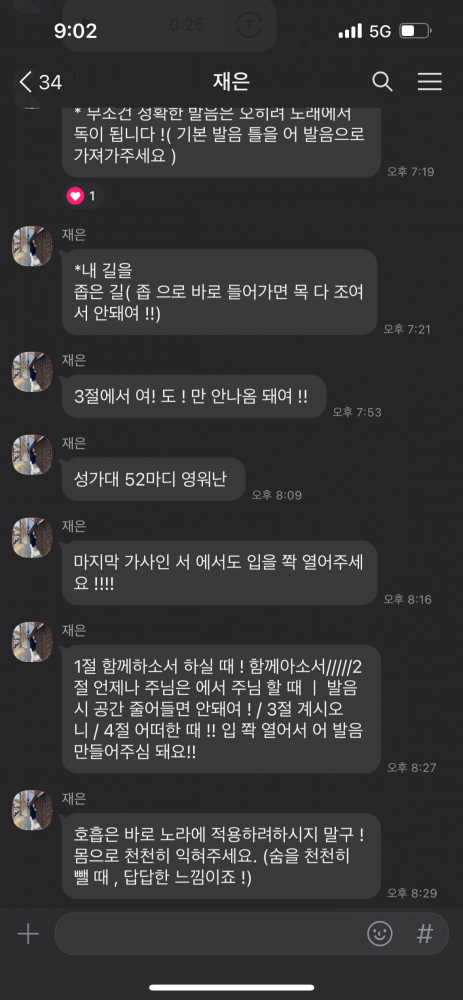 0:25
9:02
5G
34
재은
* 무조건 정확한 발음은 오히려 노래에서
독이 됩니다 !( 기본 발음 틀을 어 발음으로
가져가주세요 )
오후 7:19
1
재은
*내 길을
좁은 길( 좁 으로 바로 들어가면 목 다 조여
서 안돼여 !!)
오후 7:21
재은
3절에서 여! 도 ! 만 안나옴 돼여 !!
오후 7:53
재은
성가대 52마디 영워난
오후 8:09
재은
마지막 가사인 서 에서도 입을 쫙 열어주세
요 !!!!
오후 8:16
재은
1절 함께하소서 하실 때 ! 함께아소서/////2
절 언제나 주님은 에서 주님 할 때 ㅣ 발음
시 공간 줄어들면 안돼여 ! / 3절 계시오
니 / 4절 어떠한 때 !! 입 쫙 열어서 어 발음
만들어주심 돼요!!
오후 8:27
재은
호흡은 바로 노라에 적용하려하시지 말구 !
몸으로 천천히 익혀주세요. (숨을 천천히
뺄 때 , 답답한 느낌이죠 !)
오후 8:29
#